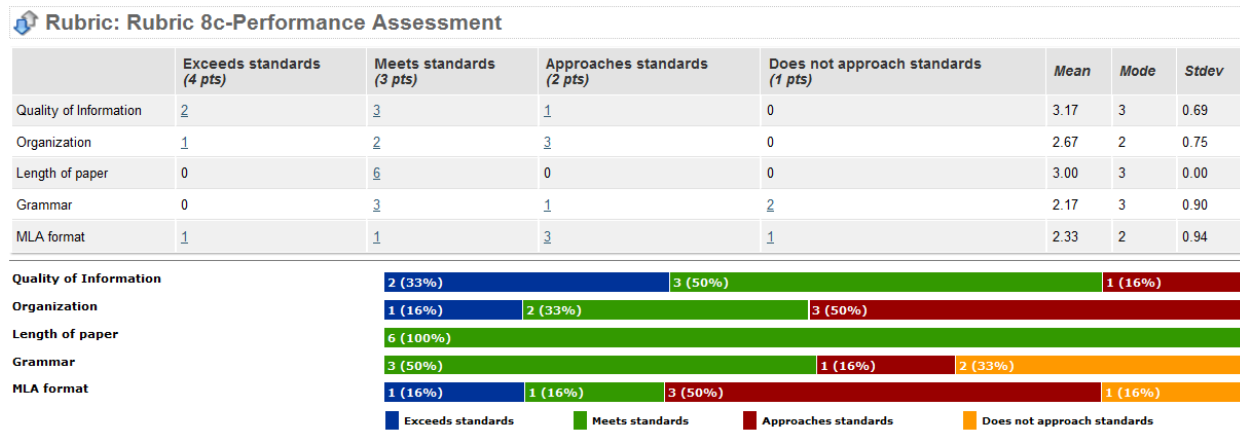 Rubric: Rubric 8c-Performance Assessment
Exceeds standards Meets standards Approaches standards Does not approach standards Mean Mode Stdev
(4 pts) (3 pts) (2 pts) (1 pts)
Quality of Information 2 3 1 0 3.17 3 0.69
Organization 1 2 3 0 2.67 2 0.75
Length of paper 0 6 0 0 3.00 3 0.00
Grammar 0 3 1 2 2.17 3 0.90
MLA format 1 1 3 1 2.33 2 0.94
Quality of Information 2 (33%) 3 (50%) 1 (16%)
Organization 1 (16%) 2 (33%) 3 (50%)
Length of paper 6 (100%)
Grammar 3 (50%) 1 (16%) 2 (33%)
MLA format 1 (16%) 1 (16%) 3 (50%) 1 (16%)
Exceeds standards Meets standards Approaches standards Does not approach standards